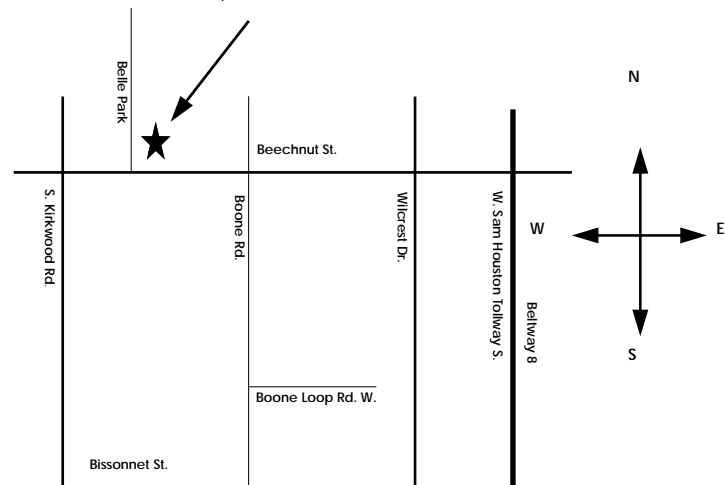 N
Belle Park
Beechnut St.
S. Kirkwood Rd.
Boone Rd.
Wilcrest Dr.
W. Sam Houston Tollway S.
W
E
Beltway 8
S
Boone Loop Rd. W.
Bissonnet St.